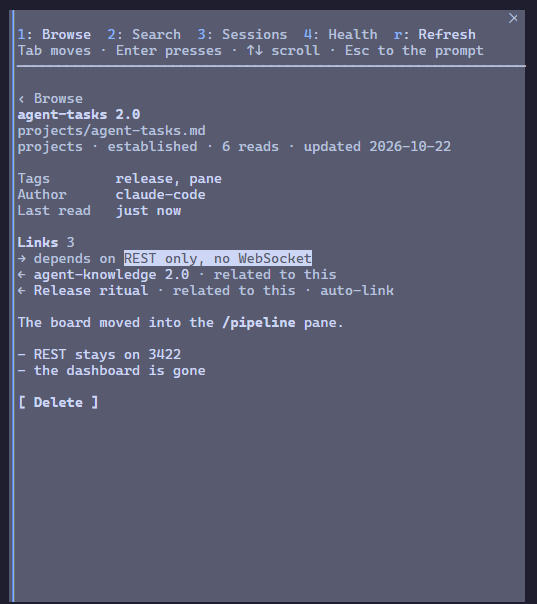 ×
1: Browse  2: Search  3: Sessions  4: Health  r: Refresh
Tab moves · Enter presses · ↑↓ scroll · Esc to the prompt
‹ Browse
agent-tasks 2.0
projects/agent-tasks.md
projects · established · 6 reads · updated 2026-10-22
Tags        release, pane
Author      claude-code
Last read   just now
Links 3
→ depends on REST only, no WebSocket
← agent-knowledge 2.0 · related to this
← Release ritual · related to this · auto-link
The board moved into the /pipeline pane.
– REST stays on 3422
– the dashboard is gone
[ Delete ]